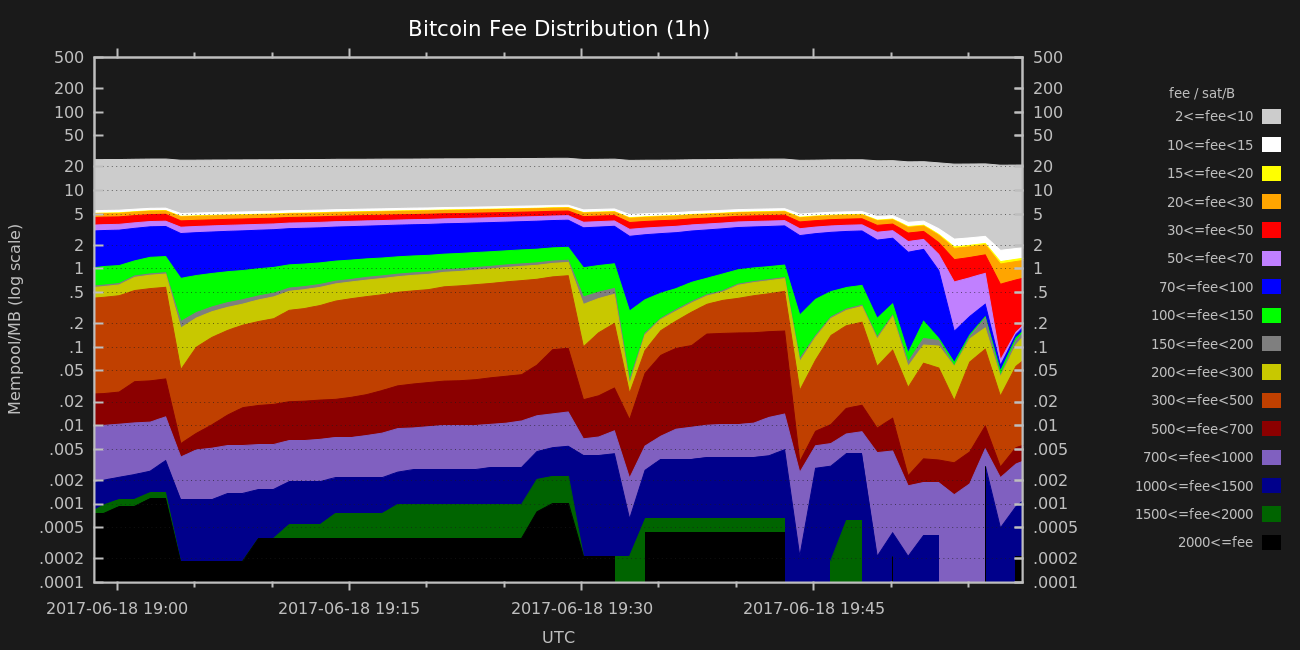 Bitcoin Fee Distribution (1h)
Mempool/MB (log scale)
500
200
100
50
20
10
5
2
1
.5
.2
.1
.05
.02
.01
.005
.002
.001
.0005
.0002
.0001
500
200
100
50
20
10
5
2
1
.5
.2
.1
.05
.02
.01
.005
.002
.001
.0005
.0002
.0001
fee / sat/B
2<=fee<10
10<=fee<15
15<=fee<20
20<=fee<30
30<=fee<50
50<=fee<70
70<=fee<100
100<=fee<150
150<=fee<200
200<=fee<300
300<=fee<500
500<=fee<700
700<=fee<1000
1000<=fee<1500
1500<=fee<2000
2000<=fee
2017-06-18 19:00 2017-06-18 19:15 2017-06-18 19:30 2017-06-18 19:45
UTC